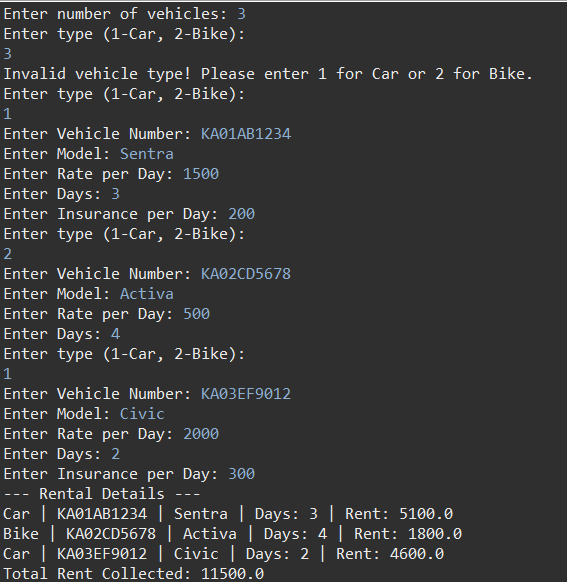 Enter number of vehicles: 3
Enter type (1-Car, 2-Bike):
3
Invalid vehicle type! Please enter 1 for Car or 2 for Bike.
Enter type (1-Car, 2-Bike):
1
Enter Vehicle Number: KA01AB1234
Enter Model: Sentra
Enter Rate per Day: 1500
Enter Days: 3
Enter Insurance per Day: 200
Enter type (1-Car, 2-Bike):
2
Enter Vehicle Number: KA02CD5678
Enter Model: Activa
Enter Rate per Day: 500
Enter Days: 4
Enter type (1-Car, 2-Bike):
1
Enter Vehicle Number: KA03EF9012
Enter Model: Civic
Enter Rate per Day: 2000
Enter Days: 2
Enter Insurance per Day: 300
--- Rental Details ---
Car | KA01AB1234 | Sentra | Days: 3 | Rent: 5100.0
Bike | KA02CD5678 | Activa | Days: 4 | Rent: 1800.0
Car | KA03EF9012 | Civic | Days: 2 | Rent: 4600.0
Total Rent Collected: 11500.0